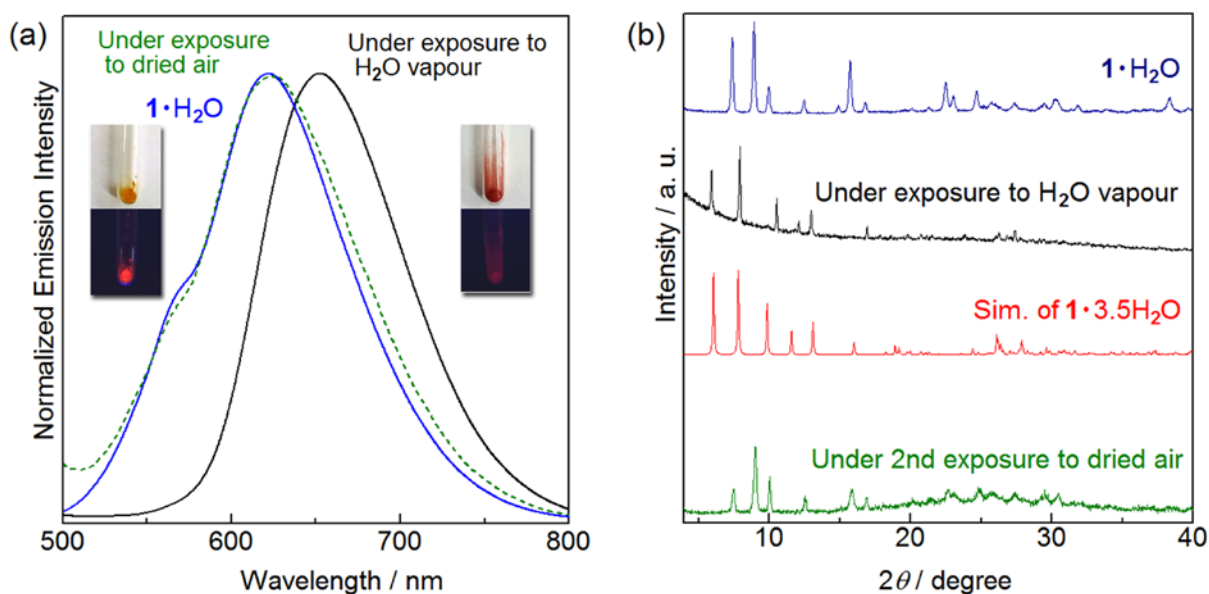 (a)
Under exposure
to dried air
1・H₂O
Under exposure to
H₂O vapour
Normalized Emission Intensity
500
600
700
800
Wavelength / nm
(b)
1・H₂O
Under exposure to H₂O vapour
Sim. of 1・3.5H₂O
Under 2nd exposure to dried air
Intensity / a. u.
10
20
30
40
2θ / degree